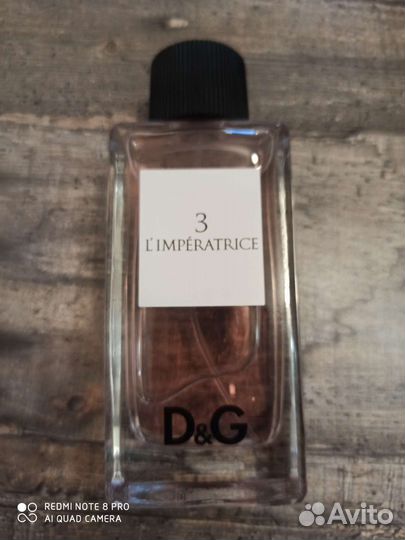 3
L'IMPÉRATRICE
D&G
REDMI NOTE 8 PRO
AI QUAD CAMERA
Avito